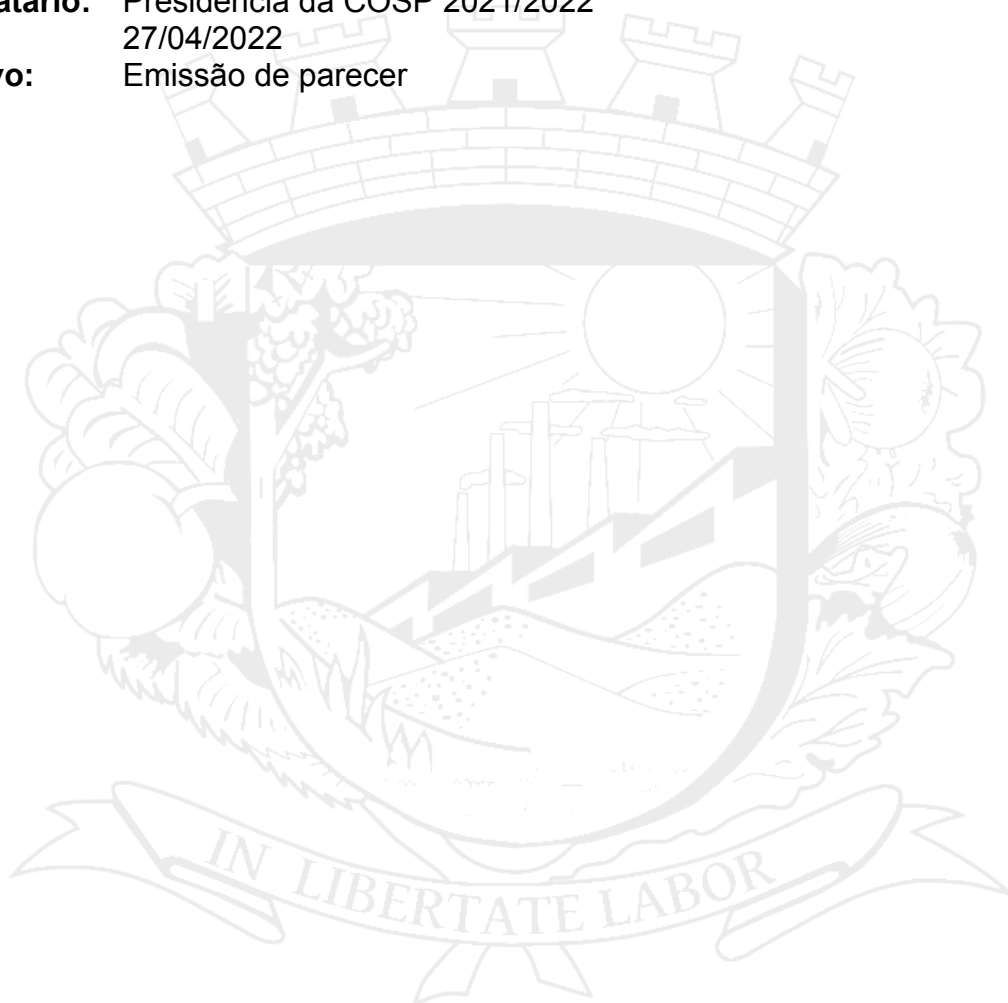 atário: Presidência da COSP 2021/2022
27/04/2022
vo: Emissão de parecer
IN LIBERTATE LABOR